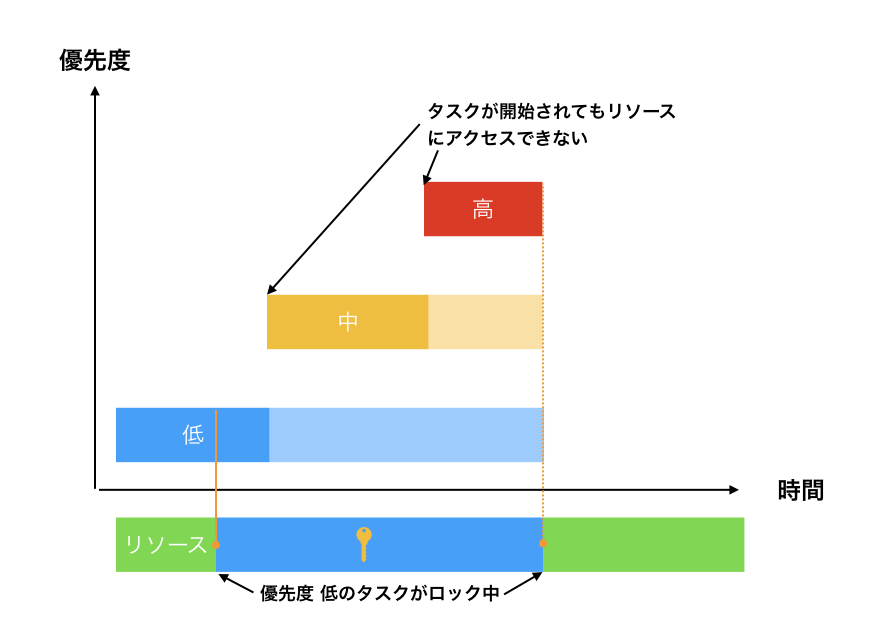 優先度
タスクが開始されてもリソース
にアクセスできない
高
中
低
時間
リソース
優先度 低のタスクがロック中